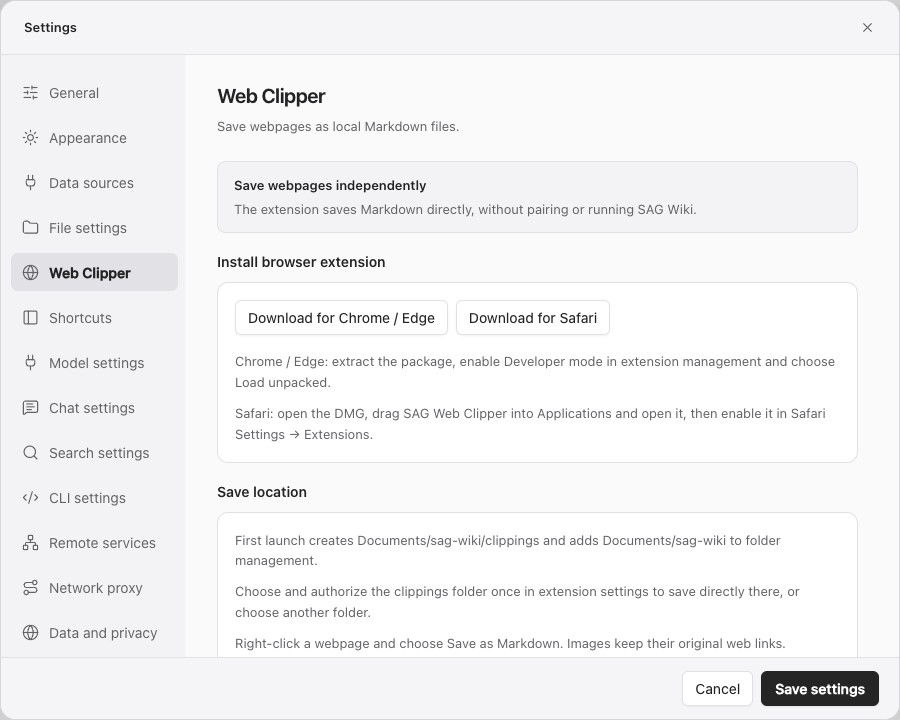 Settings
General
Appearance
Data sources
File settings
Web Clipper
Shortcuts
Model settings
Chat settings
Search settings
CLI settings
Remote services
Network proxy
Data and privacy
Web Clipper
Save webpages as local Markdown files.
Save webpages independently
The extension saves Markdown directly, without pairing or running SAG Wiki.
Install browser extension
Download for Chrome / Edge
Download for Safari
Chrome / Edge: extract the package, enable Developer mode in extension management and choose
Load unpacked.
Safari: open the DMG, drag SAG Web Clipper into Applications and open it, then enable it in Safari
Settings → Extensions.
Save location
First launch creates Documents/sag-wiki/clippings and adds Documents/sag-wiki to folder
management.
Choose and authorize the clippings folder once in extension settings to save directly there, or
choose another folder.
Right-click a webpage and choose Save as Markdown. Images keep their original web links.
Cancel
Save settings